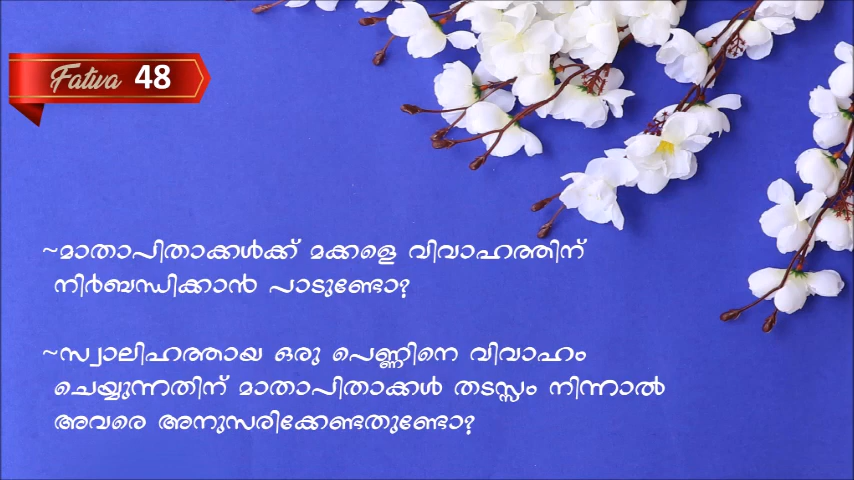 Fatwa 48
~മാതാപിതാക്കൾക്ക് മക്കളെ വിവാഹത്തിന്
നിർബന്ധിക്കാൻ പാടുണ്ടോ?
~സ്വാലിഹത്തായ ഒരു പെണ്ണിനെ വിവാഹം
ചെയ്യുന്നതിന് മാതാപിതാക്കൾ തടസ്സം നിന്നാൽ
അവരെ അനുസരിക്കേണ്ടതുണ്ടോ?